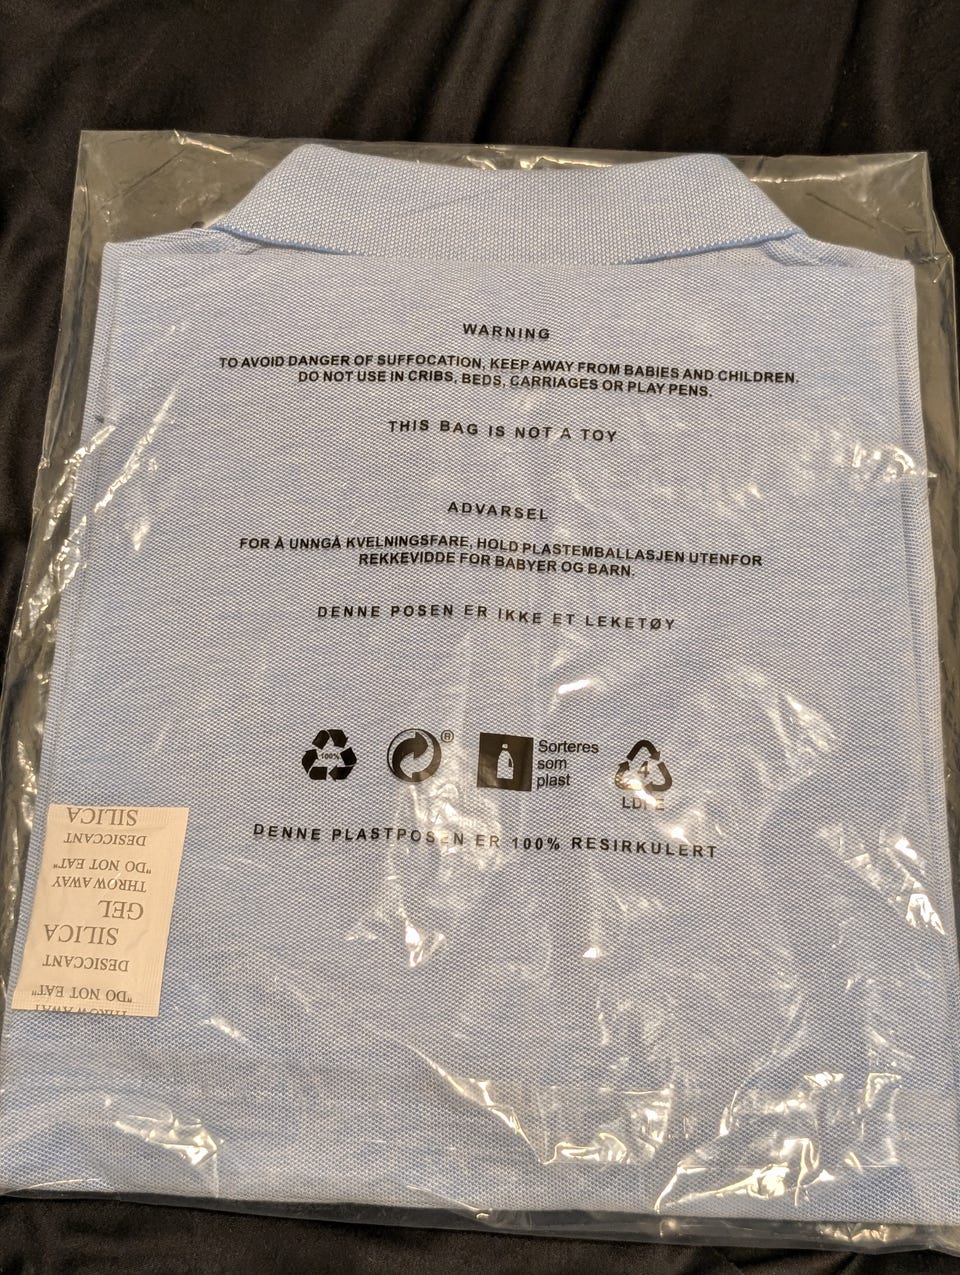 WARNING
TO AVOID DANGER OF SUFFOCATION, KEEP AWAY FROM BABIES AND CHILDREN.
DO NOT USE IN CRIBS, BEDS, CARRIAGES OR PLAY PENS.
THIS BAG IS NOT A TOY
ADVARSEL
FOR Å UNNGÅ KVELNINGSFARE, HOLD PLASTEMBALLASJEN UTENFOR
REKKEVIDDE FOR BABYER OG BARN.
DENNE POSEN ER IKKE ET LEKETØY
100%
®
Sorteres
som
plast
4
LDPE
DENNE PLASTPOSEN ER 100% RESIRKULERT
THROW AWAY
"DO NOT EAT"
DESICCANT
SILICA
GEL
THROW AWAY
"DO NOT EAT"
DESICCANT
SILICA